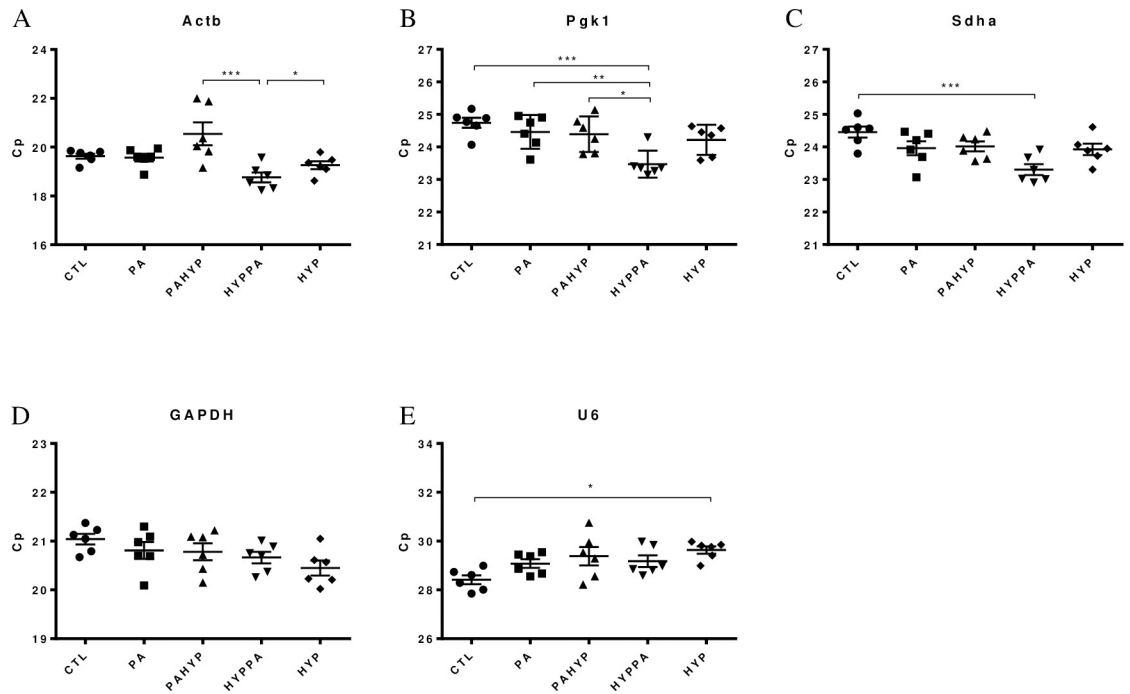 A
Actb
Cp
24
22
20
18
16
***
*
CTL
PA
PAHYP
HYPPA
HYP
B
Pgk1
Cp
27
26
25
24
23
22
21
***
**
*
CTL
PA
PAHYP
HYPPA
HYP
C
Sdha
Cp
27
26
25
24
23
22
21
***
CTL
PA
PAHYP
HYPPA
HYP
D
GAPDH
Cp
23
22
21
20
19
CTL
PA
PAHYP
HYPPA
HYP
E
U6
Cp
34
32
30
28
26
*
CTL
PA
PAHYP
HYPPA
HYP